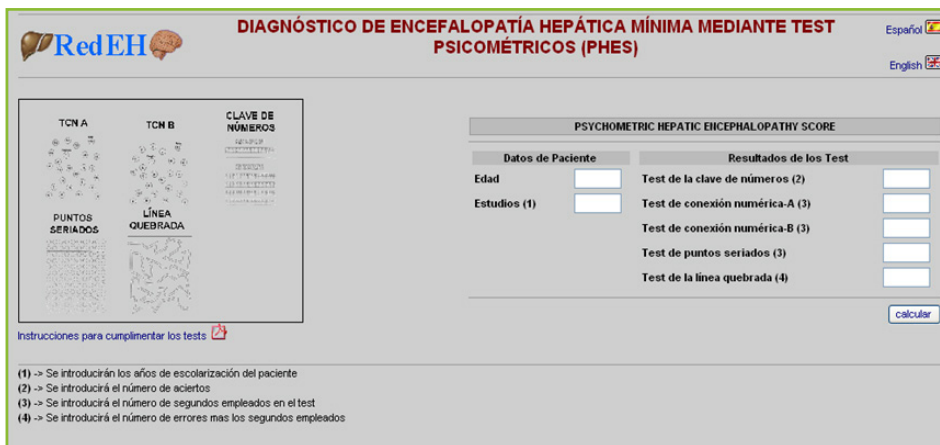 RedEH
DIAGNÓSTICO DE ENCEFALOPATÍA HEPÁTICA MÍNIMA MEDIANTE TEST
PSICOMÉTRICOS (PHES)
Español
English
TCN A
TCN B
CLAVE DE
NÚMEROS
PUNTOS
SERIADOS
LÍNEA
QUEBRADA
Instrucciones para cumplimentar los tests
PSYCHOMETRIC HEPATIC ENCEPHALOPATHY SCORE
Datos de Paciente
Resultados de los Test
Edad
Test de la clave de números (2)
Estudios (1)
Test de conexión numérica-A (3)
Test de conexión numérica-B (3)
Test de puntos seriados (3)
Test de la línea quebrada (4)
calcular
(1) -> Se introducirán los años de escolarización del paciente
(2) -> Se introducirá el número de aciertos
(3) -> Se introducirá el número de segundos empleados en el test
(4) -> Se introducirá el número de errores mas los segundos empleados